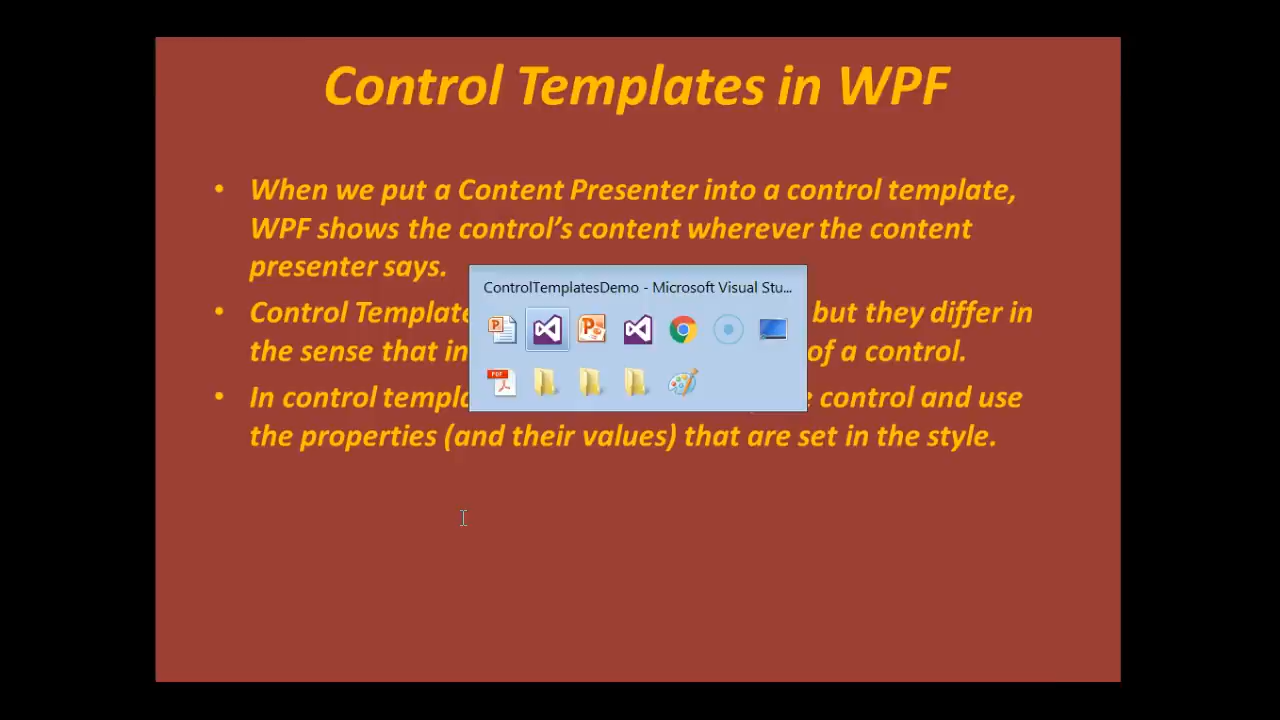 Control Templates in WPF
• When we put a Content Presenter into a control template,
WPF shows the control's content wherever the content
presenter says.
ControlTemplatesDemo - Microsoft Visual Stu...
• Control Template but they differ in
the sense that in of a control.
• In control control and use
the properties (and their values) that are set in the style.
PDF